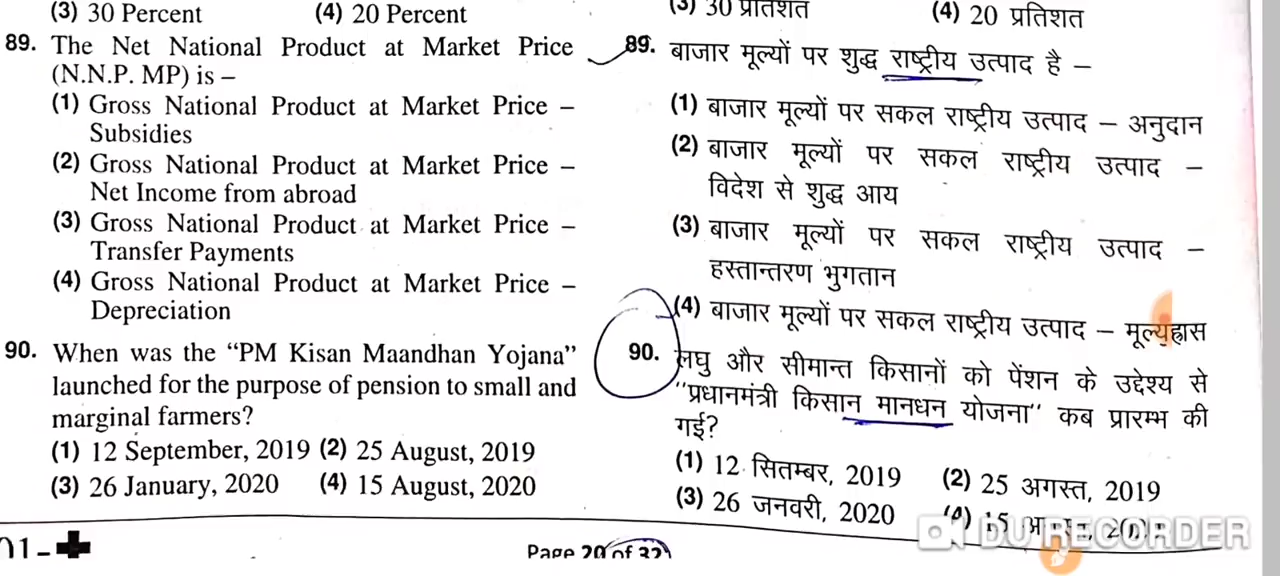 (3) 30 Percent (4) 20 Percent
89. The Net National Product at Market Price
(N.N.P. MP) is –
(1) Gross National Product at Market Price –
Subsidies
(2) Gross National Product at Market Price –
Net Income from abroad
(3) Gross National Product at Market Price –
Transfer Payments
(4) Gross National Product at Market Price –
Depreciation
90. When was the “PM Kisan Maandhan Yojana”
launched for the purpose of pension to small and
marginal farmers?
(1) 12 September, 2019 (2) 25 August, 2019
(3) 26 January, 2020 (4) 15 August, 2020
(3) 30 प्रतिशत (4) 20 प्रतिशत
89. बाजार मूल्यों पर शुद्ध राष्ट्रीय उत्पाद है –
(1) बाजार मूल्यों पर सकल राष्ट्रीय उत्पाद – अनुदान
(2) बाजार मूल्यों पर सकल राष्ट्रीय उत्पाद –
विदेश से शुद्ध आय
(3) बाजार मूल्यों पर सकल राष्ट्रीय उत्पाद –
हस्तान्तरण भुगतान
(4) बाजार मूल्यों पर सकल राष्ट्रीय उत्पाद – मूल्यह्रास
90. लघु और सीमान्त किसानों को पेंशन के उद्देश्य से
"प्रधानमंत्री किसान मानधन योजना" कब प्रारम्भ की
गई?
(1) 12 सितम्बर, 2019 (2) 25 अगस्त, 2019
(3) 26 जनवरी, 2020 (4) 15
DU RECORDER
01-
Page 20 of 32